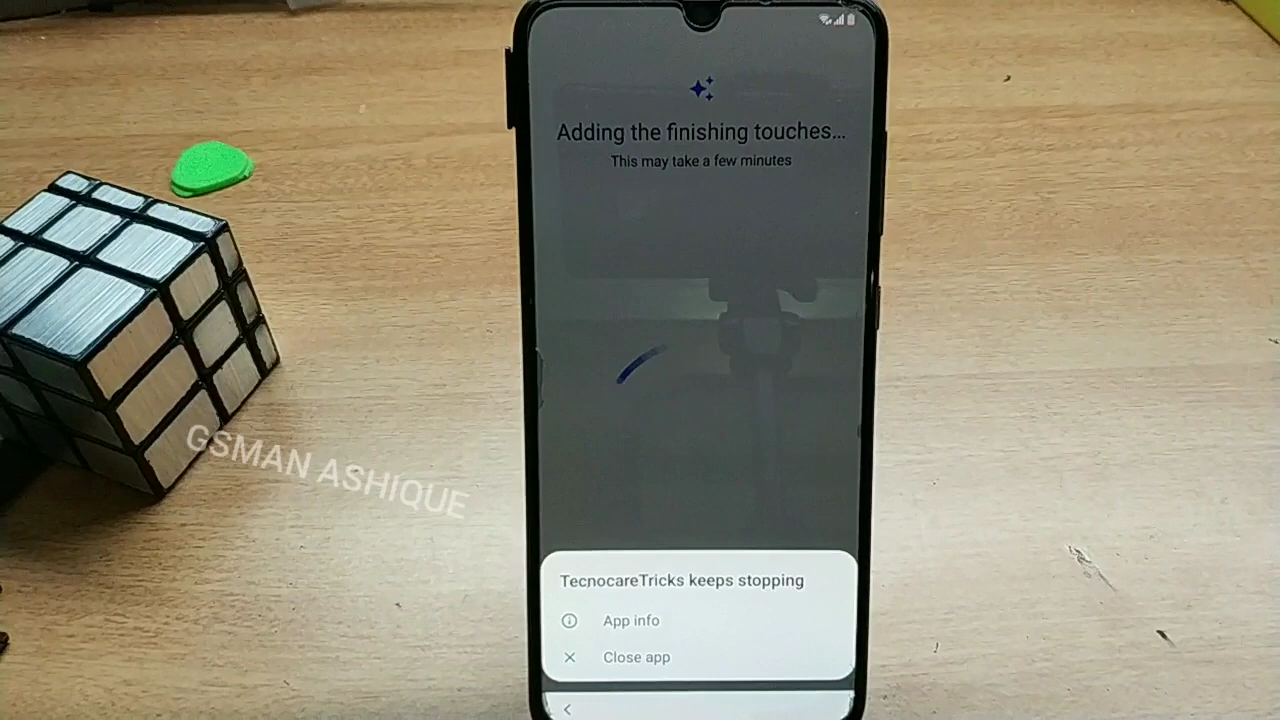 Adding the finishing touches...
This may take a few minutes
GSMAN ASHIQUE
TecnocareTricks keeps stopping
App info
Close app